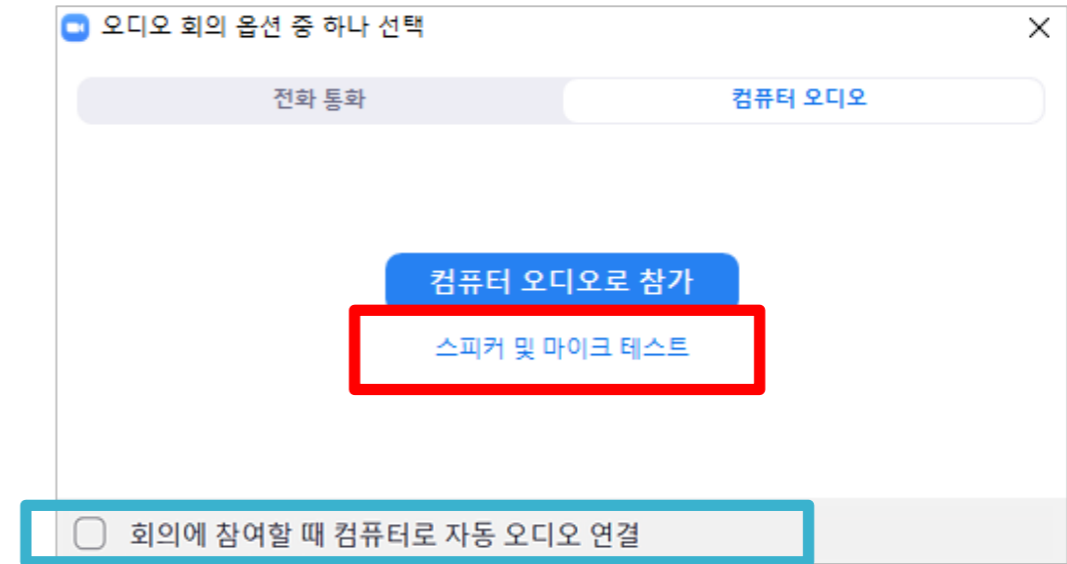 오디오 회의 옵션 중 하나 선택
전화 통화
컴퓨터 오디오
컴퓨터 오디오로 참가
스피커 및 마이크 테스트
회의에 참여할 때 컴퓨터로 자동 오디오 연결